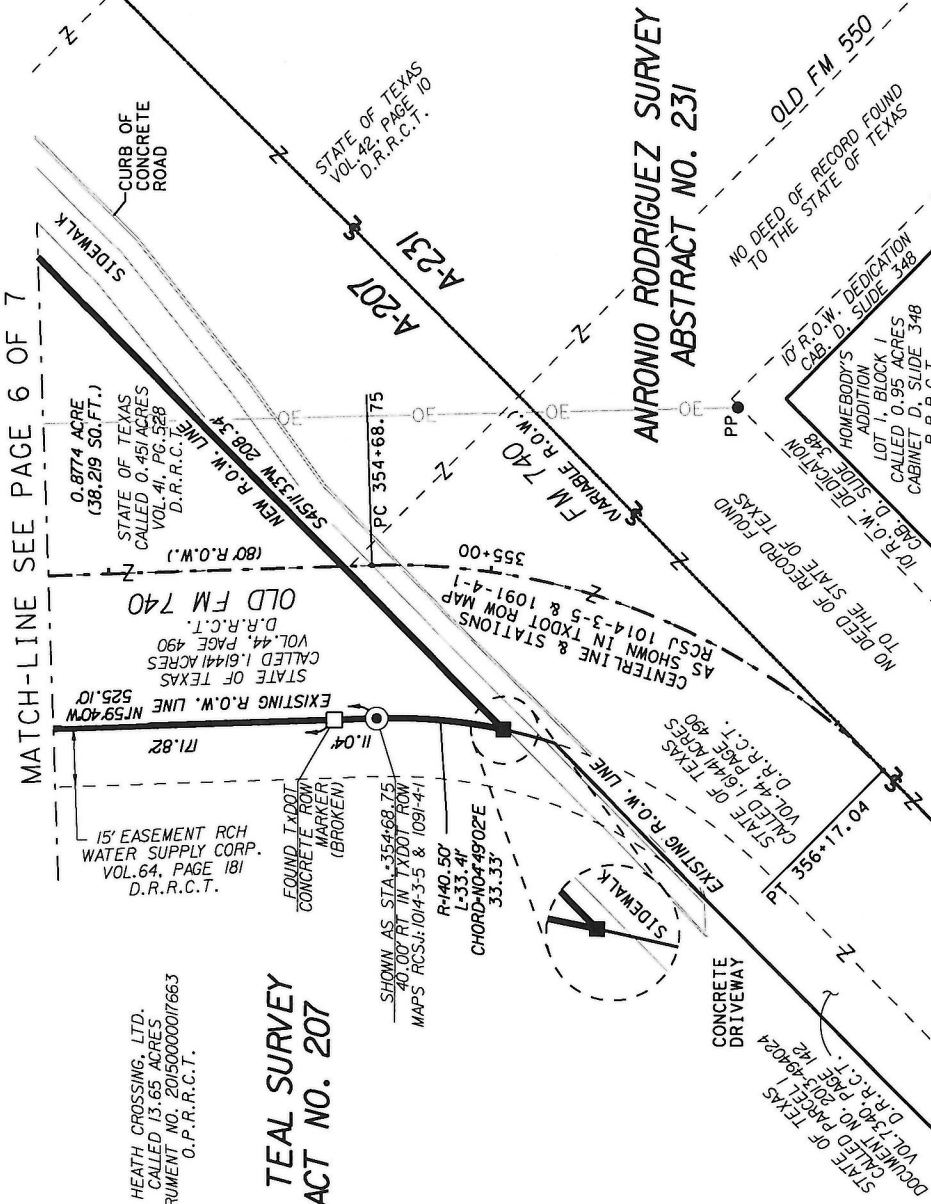 MATCH-LINE SEE PAGE 6 OF 7
Z
CURB OF
CONCRETE
ROAD
SIDEWALK
STATE OF TEXAS
VOL.42, PAGE 10
D.R.R.C.T.
Z
0.8774 ACRE
(38,219 SQ.FT.)
STATE OF TEXAS
CALLED 0.451 ACRES
VOL.41, PG.528
D.R.R.C.T.
NEW R.O.W. LINE
S45°11'33"W 208.34'
A-207
A-231
ANRONIO RODRIGUEZ SURVEY
ABSTRACT NO. 231
OLD FM 550
NO DEED OF RECORD FOUND
TO THE STATE OF TEXAS
OE
OE
OE
OE
Z
PP
10' R.O.W. DEDICATION
CAB. D, SLIDE 348
HOMEBODY'S
ADDITION
LOT 1, BLOCK 1
CALLED 0.95 ACRES
CABINET D, SLIDE 348
P.R.R.C.T.
10' R.O.W. DEDICATION
CAB. D, SLIDE 348
NO DEED OF RECORD FOUND
TO THE STATE OF TEXAS
PC 354+68.75
Z
FM 740
(VARIABLE R.O.W.)
Z
(80' R.O.W.)
Z
OLD FM 740
STATE OF TEXAS
CALLED 1.61441 ACRES
VOL.44, PAGE 490
D.R.R.C.T.
355+00
Z
CENTERLINE & STATIONS
AS SHOWN IN TXDOT ROW MAP
RCSJ 1014-3-5 & 1091-4-1
N1°59'40"W
525.10'
EXISTING R.O.W. LINE
171.82'
11.04'
15' EASEMENT RCH
WATER SUPPLY CORP.
VOL.64, PAGE 181
D.R.R.C.T.
FOUND TxDOT
CONCRETE ROW
MARKER
(BROKEN)
SHOWN AS STA.=354+68.75
40.00' RT IN TXDOT ROW
MAPS RCSJ:1014-3-5 & 1091-4-1
R=140.50'
L=33.41'
CHORD=N04°49'02"E
33.33'
EXISTING R.O.W. LINE
STATE OF TEXAS
CALLED 1.61441 ACRES
VOL.44, PAGE 490
D.R.R.C.T.
PT 356+17.04
Z
Z
SIDEWALK
CONCRETE
DRIVEWAY
HEATH CROSSING, LTD.
CALLED 13.65 ACRES
RUMENT NO. 20150000017663
O.P.R.R.C.T.
TEAL SURVEY
ACT NO. 207
STATE OF TEXAS
CALLED PARCEL 1
DOCUMENT NO. 2013-494024
VOL.7340, PAGE 142
D.R.R.C.T.